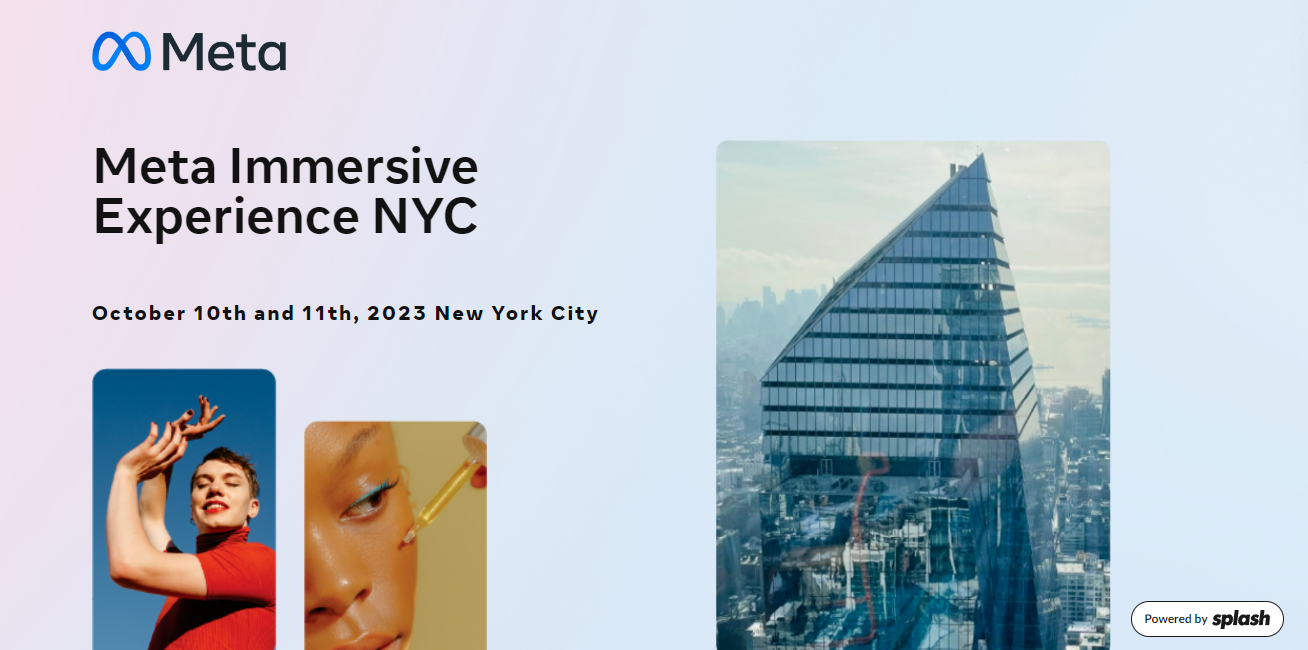 Meta
Meta Immersive
Experience NYC
October 10th and 11th, 2023 New York City
Powered by splash